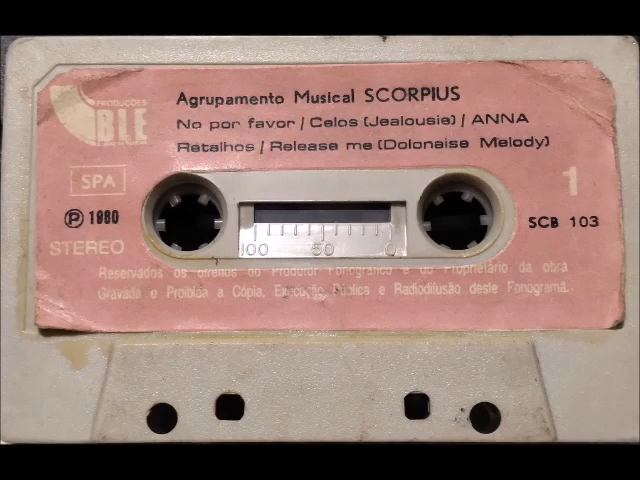 PRODUÇÕES
BLE
Agrupamento Musical SCORPIUS
No por favor / Celos (Jealousie) / ANNA
Retalhos / Release me (Dolonaise Melody)
SPA
1
Ⓟ 1980
SCB 103
STEREO
100 50 0
Reservados os direitos do Produtor Fonográfico e do Proprietário da obra
Gravada e Proibida a Cópia, Execução Pública e Radiodifusão deste Fonograma.